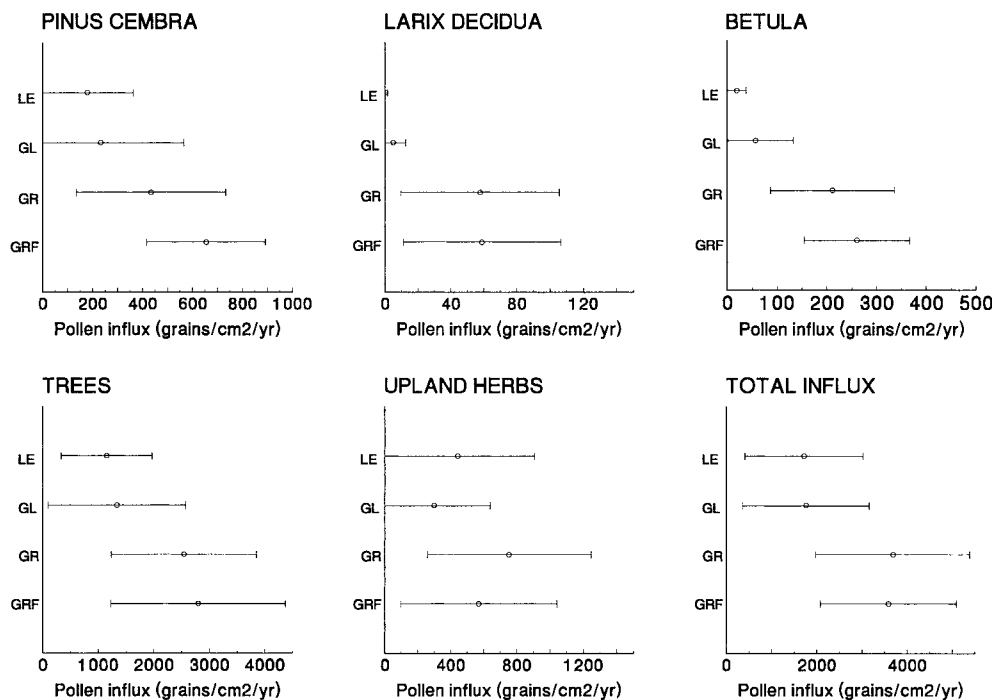 PINUS CEMBRA
LE
GL
GR
GRF
0 200 400 600 800 1000
Pollen influx (grains/cm2/yr)
LARIX DECIDUA
LE
GL
GR
GRF
0 40 80 120
Pollen influx (grains/cm2/yr)
BETULA
LE
GL
GR
GRF
0 100 200 300 400 500
Pollen influx (grains/cm2/yr)
TREES
LE
GL
GR
GRF
0 1000 2000 3000 4000
Pollen influx (grains/cm2/yr)
UPLAND HERBS
LE
GL
GR
GRF
0 400 800 1200
Pollen influx (grains/cm2/yr)
TOTAL INFLUX
LE
GL
GR
GRF
0 2000 4000
Pollen influx (grains/cm2/yr)